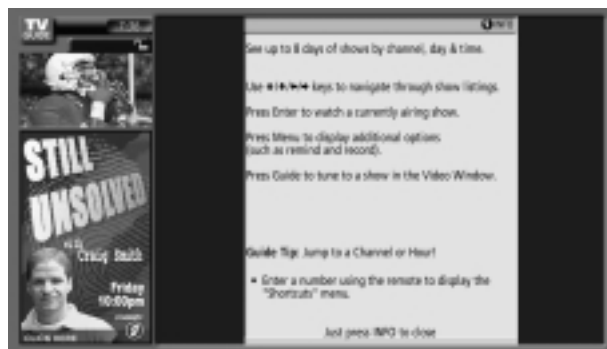 TV
GUIDE
INFO
See up to 8 days of shows by channel, day & time.
Use keys to navigate through show listings.
Press Enter to watch a currently airing show.
Press Menu to display additional options
(such as remind and record).
Press Guide to tune to a show in the Video Window.
Guide Tip: Jump to a Channel or Hour!
• Enter a number using the remote to display the
"Shortcuts" menu.
Just press INFO to close
STILL
UNSOLVED
with
Craig Smith
Friday
10:00pm